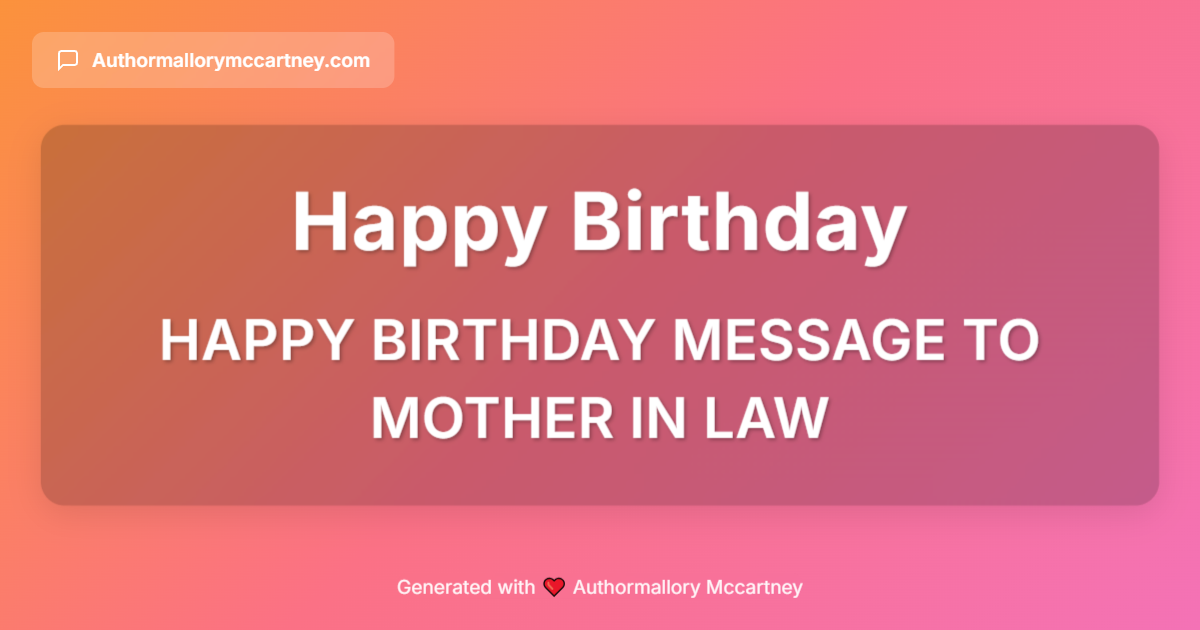 Authormallorymccartney.com
Happy Birthday
HAPPY BIRTHDAY MESSAGE TO
MOTHER IN LAW
Generated with ❤️ Authormallory Mccartney